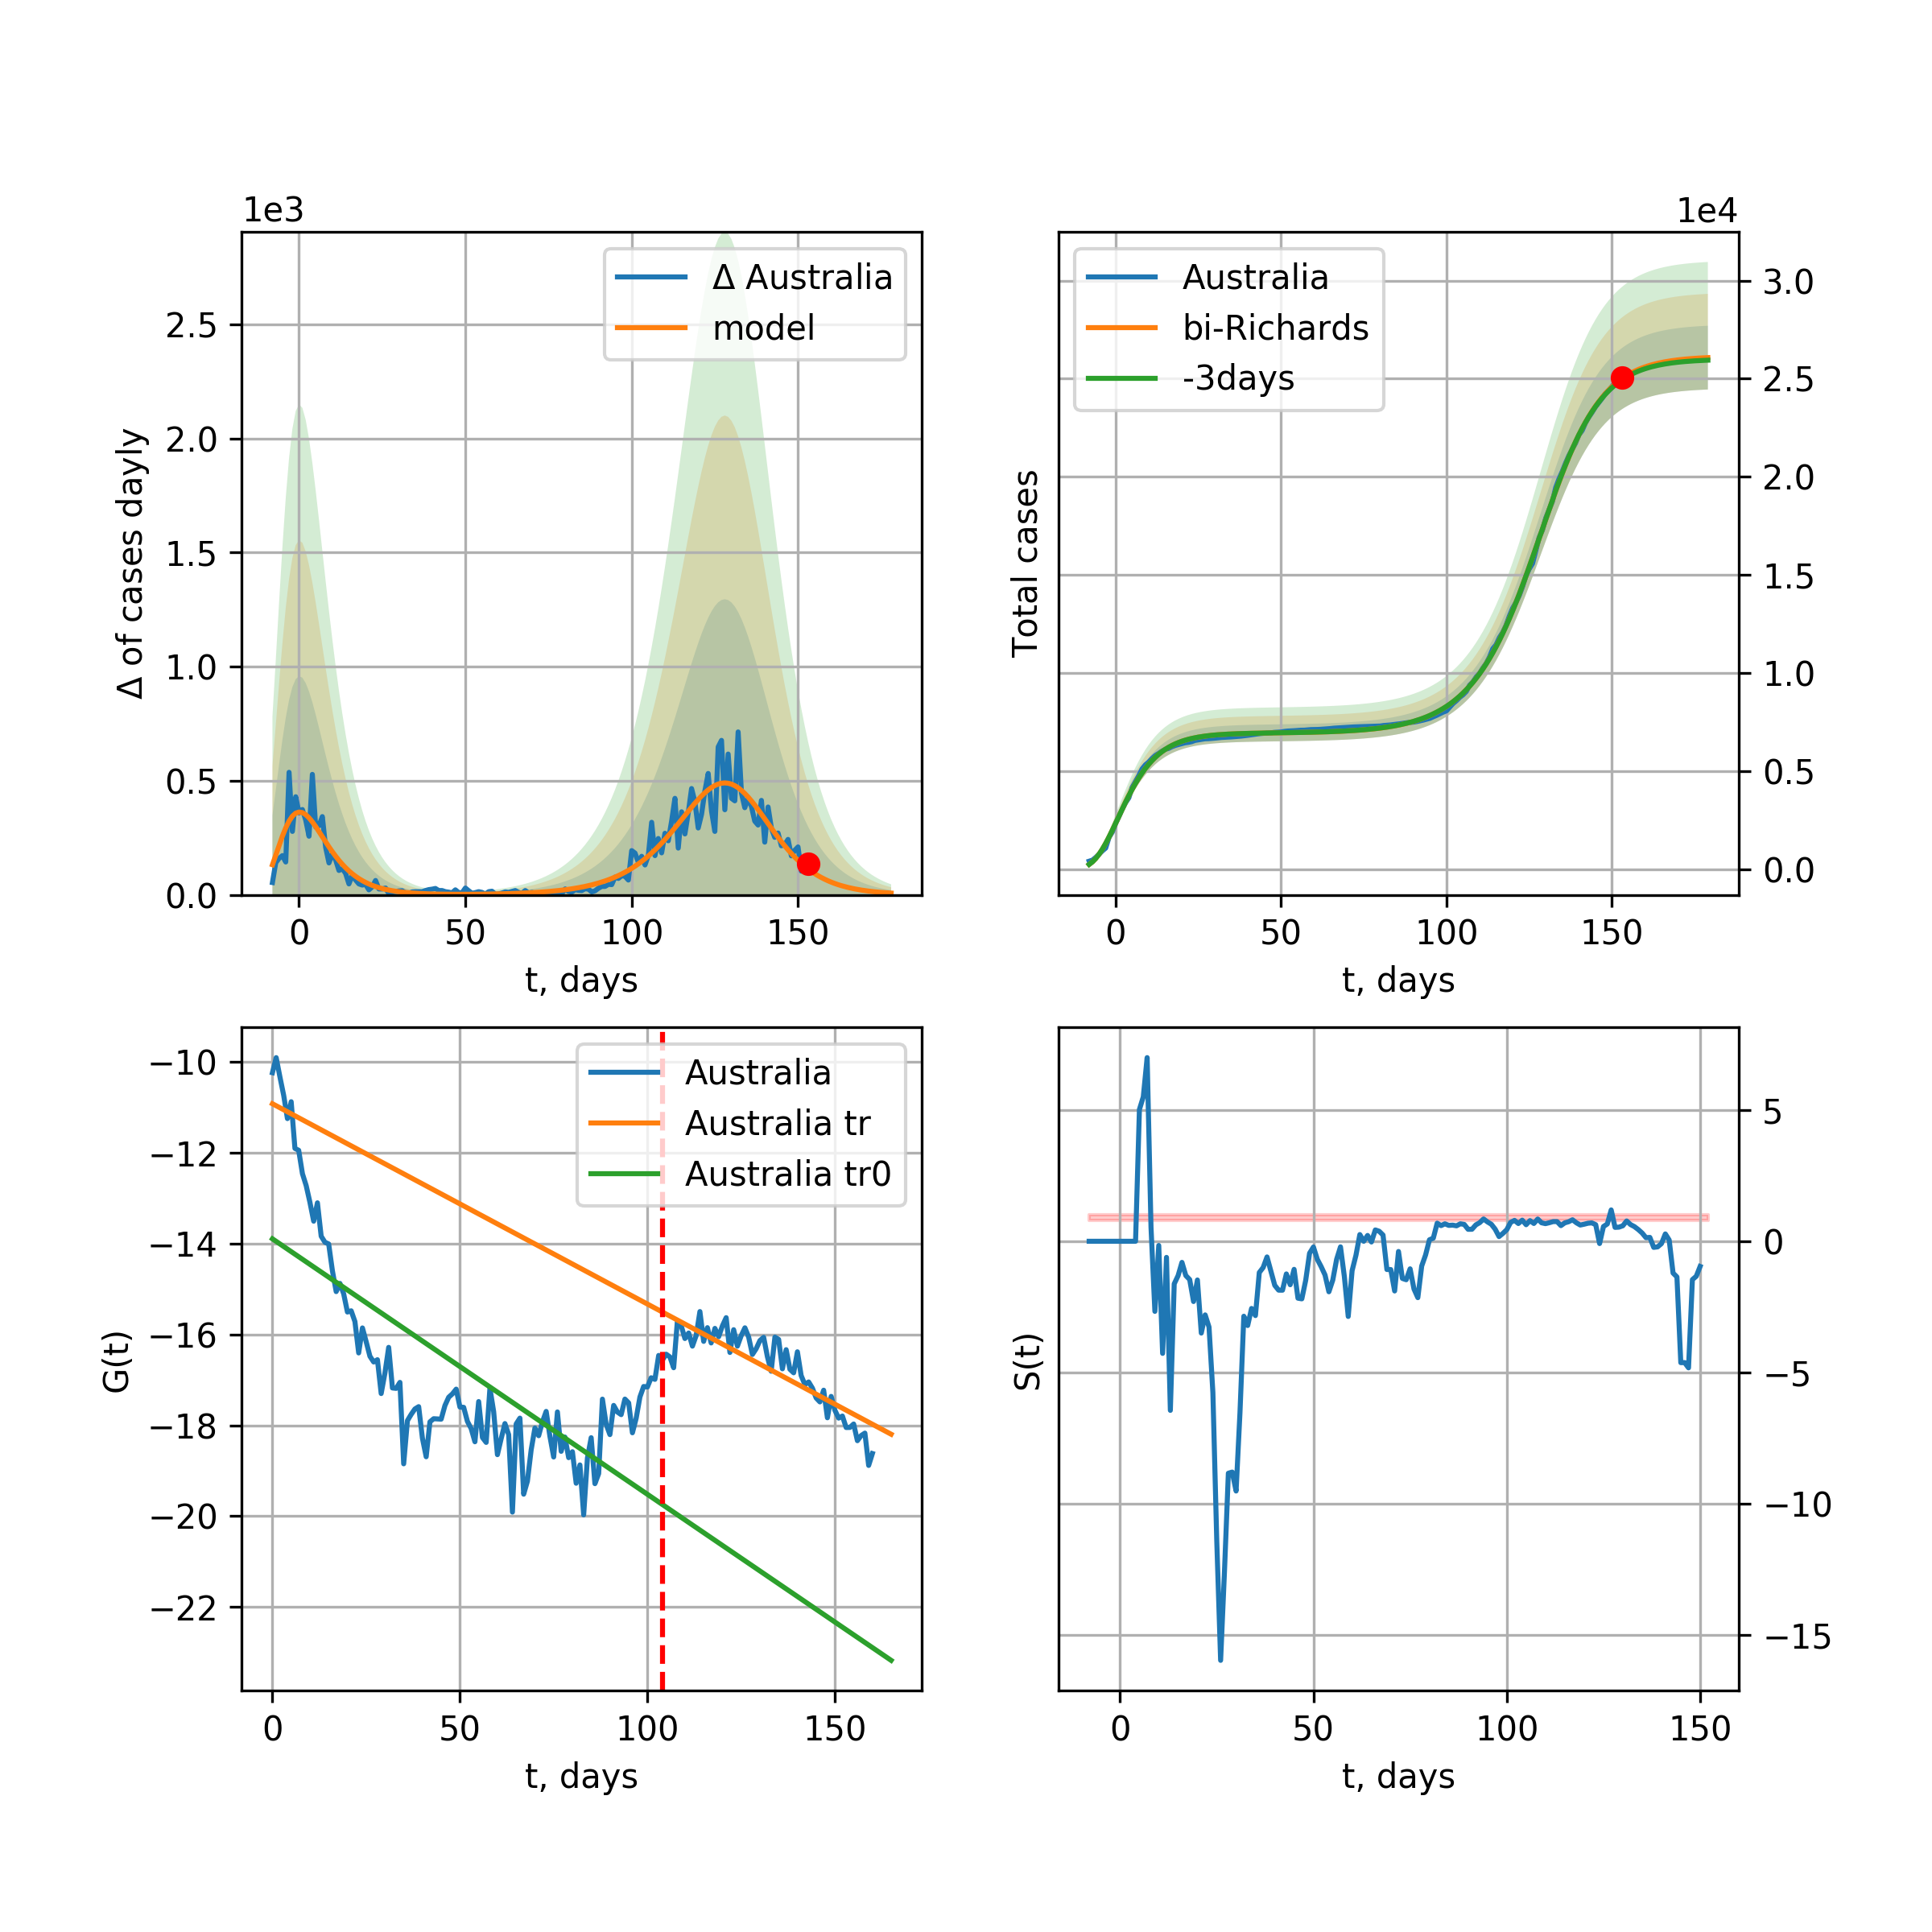 1e3
Δ of cases dayly
2.5
2.0
1.5
1.0
0.5
0.0
Δ Australia
model
0 50 100 150
t, days
1e4
Total cases
Australia
bi-Richards
-3days
3.0
2.5
2.0
1.5
1.0
0.5
0.0
0 50 100 150
t, days
G(t)
−10
−12
−14
−16
−18
−20
−22
Australia
Australia tr
Australia tr0
0 50 100 150
t, days
S(t)
5
0
−5
−10
−15
0 50 100 150
t, days